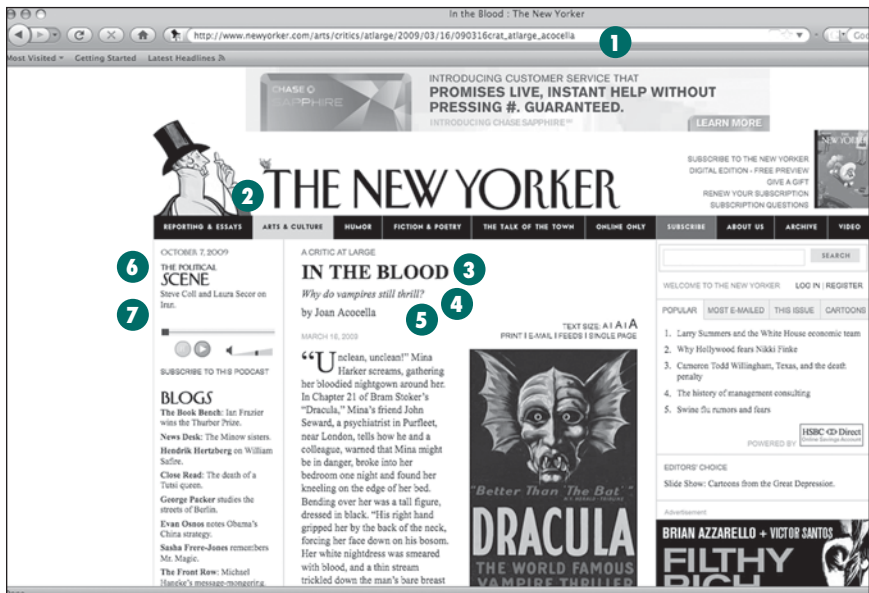 In the Blood : The New Yorker
http://www.newyorker.com/arts/critics/atlarge/2009/03/16/090316crat_atlarge_acocella
1
Goo
Most Visited
Getting Started
Latest Headlines
CHASE
SAPPHIRE
INTRODUCING CUSTOMER SERVICE THAT
PROMISES LIVE, INSTANT HELP WITHOUT
PRESSING #. GUARANTEED.
INTRODUCING CHASE SAPPHIRE
LEARN MORE
2
THE NEW YORKER
SUBSCRIBE TO THE NEW YORKER
DIGITAL EDITION - FREE PREVIEW
GIVE A GIFT
RENEW YOUR SUBSCRIPTION
SUBSCRIPTION QUESTIONS
NEW YORKER
REPORTING & ESSAYS
ARTS & CULTURE
HUMOR
FICTION & POETRY
THE TALK OF THE TOWN
ONLINE ONLY
SUBSCRIBE
ABOUT US
ARCHIVE
VIDEO
6
OCTOBER 7, 2009
THE POLITICAL
SCENE
Steve Coll and Laura Secor on
Iran.
7
SUBSCRIBE TO THIS PODCAST
BLOGS
The Book Bench: Ian Frazier
wins the Thurber Prize.
News Desk: The Minow sisters.
Hendrik Hertzberg on William
Safire.
Close Read: The death of a
Tutsi queen.
George Packer studies the
streets of Berlin.
Evan Osnos notes Obama's
China strategy.
Sasha Frere-Jones remembers
Mr. Magic.
The Front Row: Michael
Haneke's message-mongering.
A CRITIC AT LARGE
IN THE BLOOD
3
Why do vampires still thrill?
4
by Joan Acocella
5
MARCH 16, 2009
TEXT SIZE: A | A | A
PRINT | E-MAIL | FEEDS | SINGLE PAGE
“Unclean, unclean!” Mina
Harker screams, gathering
her bloodied nightgown around her.
In Chapter 21 of Bram Stoker's
“Dracula,” Mina's friend John
Seward, a psychiatrist in Purfleet,
near London, tells how he and a
colleague, warned that Mina might
be in danger, broke into her
bedroom one night and found her
kneeling on the edge of her bed.
Bending over her was a tall figure,
dressed in black. “His right hand
gripped her by the back of the neck,
forcing her face down on his bosom.
Her white nightdress was smeared
with blood, and a thin stream
trickled down the man's bare breast
"Better Than 'The Bat'"
DRACULA
THE WORLD FAMOUS
VAMPIRE THRILLER
SEARCH
WELCOME TO THE NEW YORKER
LOG IN | REGISTER
POPULAR
MOST E-MAILED
THIS ISSUE
CARTOONS
1. Larry Summers and the White House economic team
2. Why Hollywood fears Nikki Finke
3. Cameron Todd Willingham, Texas, and the death
penalty
4. The history of management consulting
5. Swine flu rumors and fears
POWERED BY
HSBC Direct
Online Savings Account
EDITORS' CHOICE
Slide Show: Cartoons from the Great Depression.
Advertisement
BRIAN AZZARELLO + VICTOR SANTOS
FILTHY
RICH